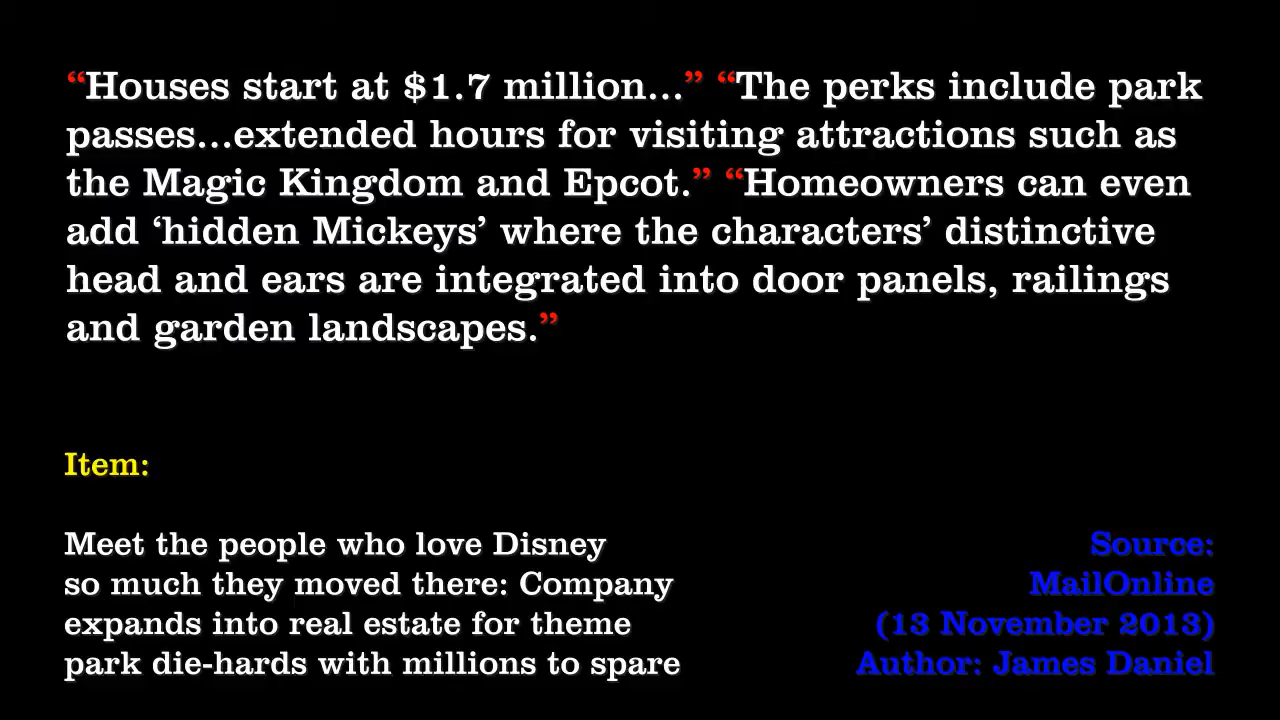 “Houses start at $1.7 million...” “The perks include park
passes...extended hours for visiting attractions such as
the Magic Kingdom and Epcot.” “Homeowners can even
add ‘hidden Mickeys’ where the characters’ distinctive
head and ears are integrated into door panels, railings
and garden landscapes.”
Item:
Meet the people who love Disney
so much they moved there: Company
expands into real estate for theme
park die-hards with millions to spare
Source:
MailOnline
(13 November 2013)
Author: James Daniel